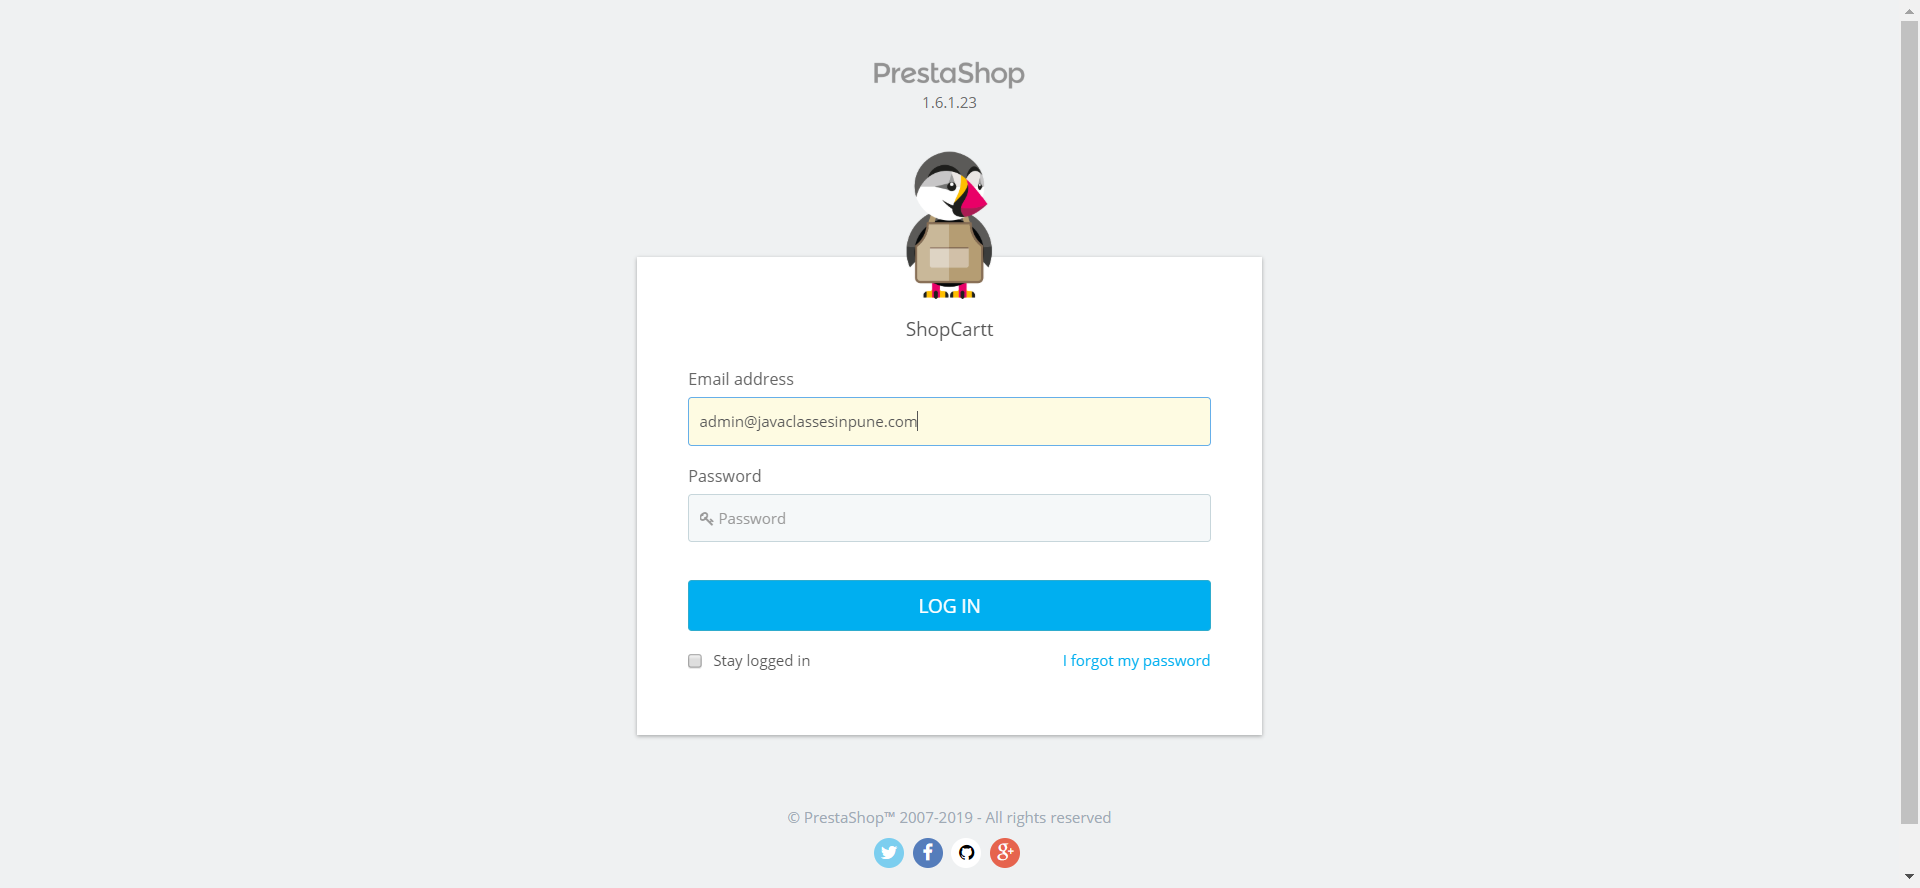 PrestaShop
1.6.1.23
ShopCartt
Email address
admin@javaclassesinpune.com
Password
Password
LOG IN
Stay logged in
I forgot my password
© PrestaShop™ 2007-2019 - All rights reserved